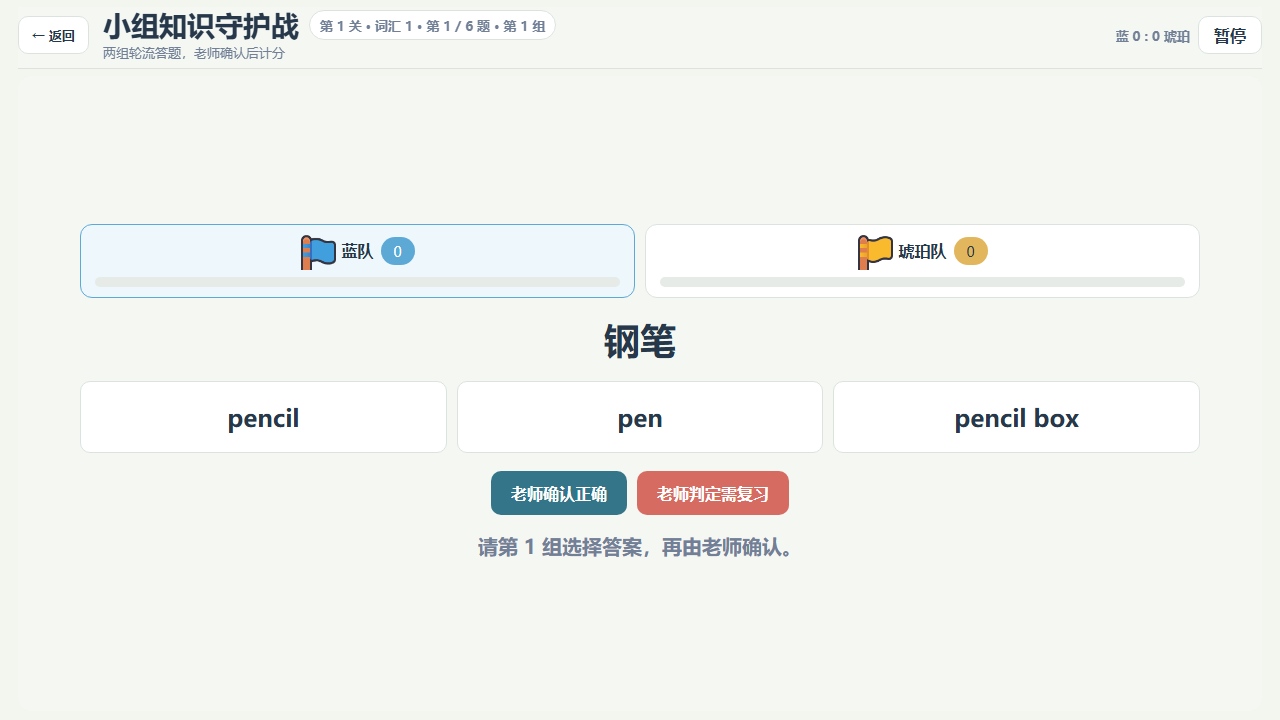 ← 返回
小组知识守护战
第 1 关 • 词汇 1 • 第 1 / 6 题 • 第 1 组
两组轮流答题，老师确认后计分
蓝 0 : 0 琥珀
暂停
蓝队 0
琥珀队 0
钢笔
pencil
pen
pencil box
老师确认正确
老师判定需复习
请第 1 组选择答案，再由老师确认。